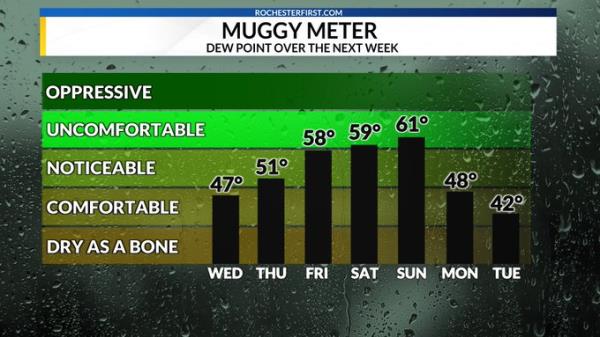 ROCHESTERFIRST.COM
MUGGY METER
DEW POINT OVER THE NEXT WEEK
OPPRESSIVE
UNCOMFORTABLE
NOTICEABLE
COMFORTABLE
DRY AS A BONE
47° 51° 58° 59° 61° 48° 42°
WED THU FRI SAT SUN MON TUE